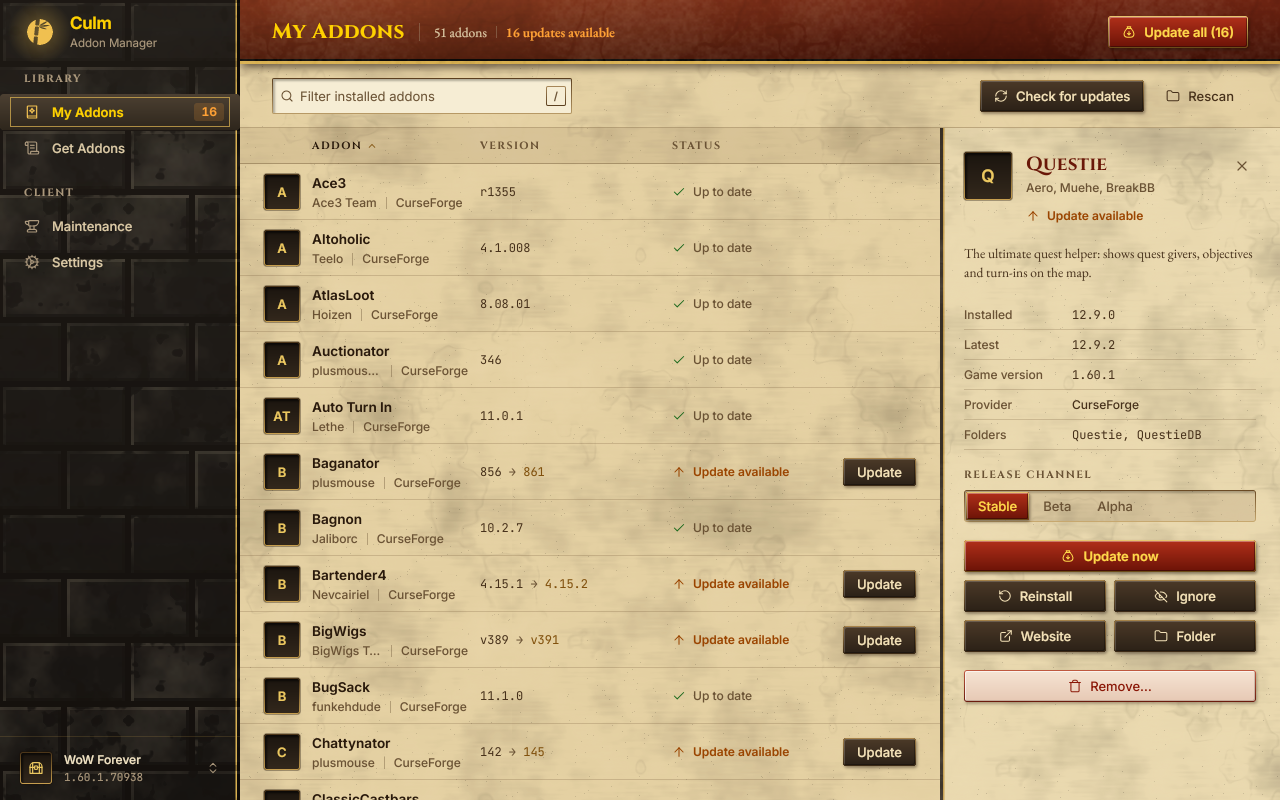 Culm
Addon Manager
LIBRARY
My Addons 16
Get Addons
CLIENT
Maintenance
Settings
WoW Forever
1.60.1.70938
My Addons 51 addons 16 updates available Update all (16)
Filter installed addons /
Check for updates Rescan
ADDON VERSION STATUS
A Ace3
Ace3 Team CurseForge r1355 Up to date
A Altoholic
Teelo CurseForge 4.1.008 Up to date
A AtlasLoot
Hoizen CurseForge 8.08.01 Up to date
A Auctionator
plusmous... CurseForge 346 Up to date
AT Auto Turn In
Lethe CurseForge 11.0.1 Up to date
B Baganator
plusmouse CurseForge 856 → 861 Update available Update
B Bagnon
Jaliborc CurseForge 10.2.7 Up to date
B Bartender4
Nevcairiel CurseForge 4.15.1 → 4.15.2 Update available Update
B BigWigs
BigWigs T... CurseForge v389 → v391 Update available Update
B BugSack
funkehdude CurseForge 11.1.0 Up to date
C Chattynator
plusmouse CurseForge 142 → 145 Update available Update
ClassicCastbars
Q Questie
Aero, Muehe, BreakBB
Update available
The ultimate quest helper: shows quest givers, objectives
and turn-ins on the map.
Installed 12.9.0
Latest 12.9.2
Game version 1.60.1
Provider CurseForge
Folders Questie, QuestieDB
RELEASE CHANNEL
Stable Beta Alpha
Update now
Reinstall Ignore
Website Folder
Remove...